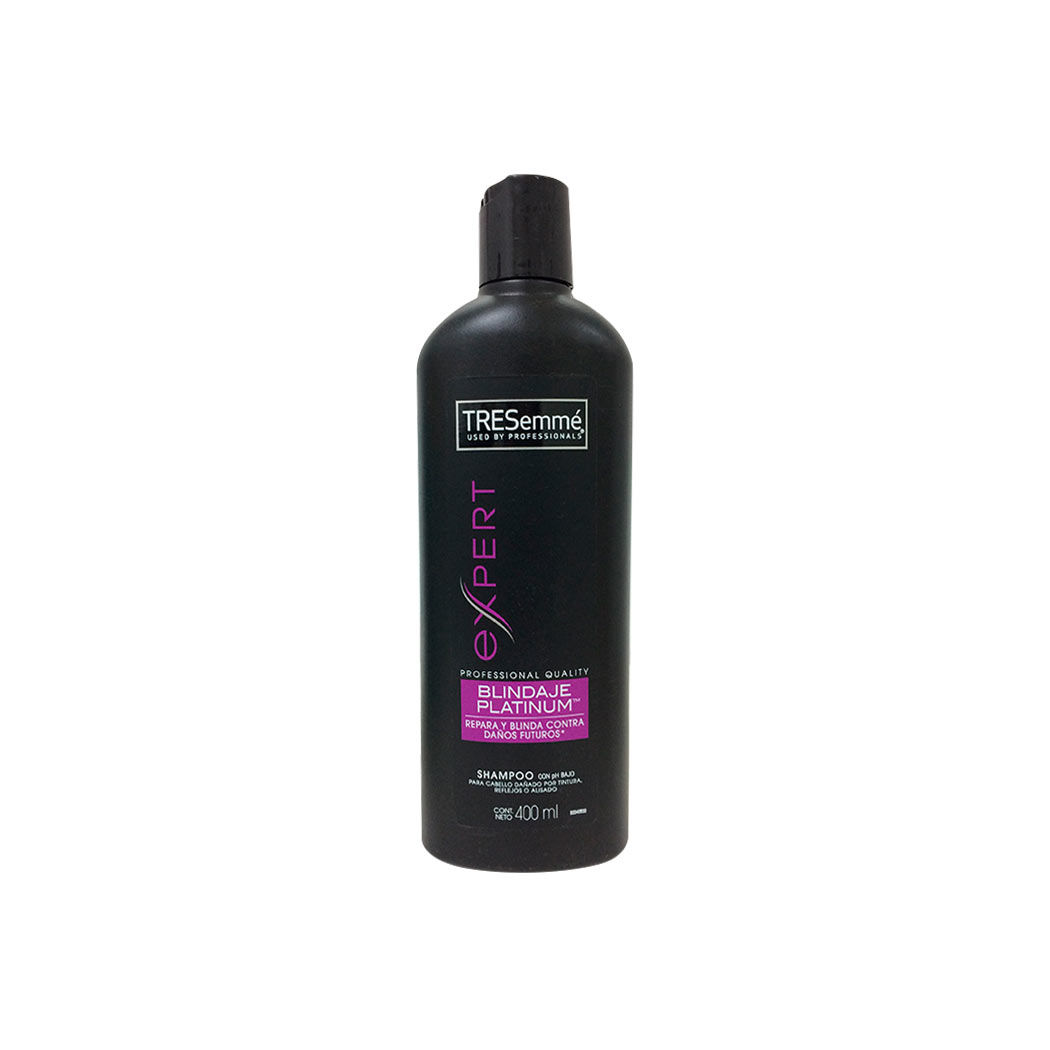 TRESemmé
USED BY PROFESSIONALS
eXPERT
PROFESSIONAL QUALITY
BLINDAJE
PLATINUM™
REPARA Y BLINDA CONTRA
DAÑOS FUTUROS*
SHAMPOO CON pH BAJO
PARA CABELLO DAÑADO POR TINTURA,
REFLEJOS O ALISADO
CONT. NETO 400 ml